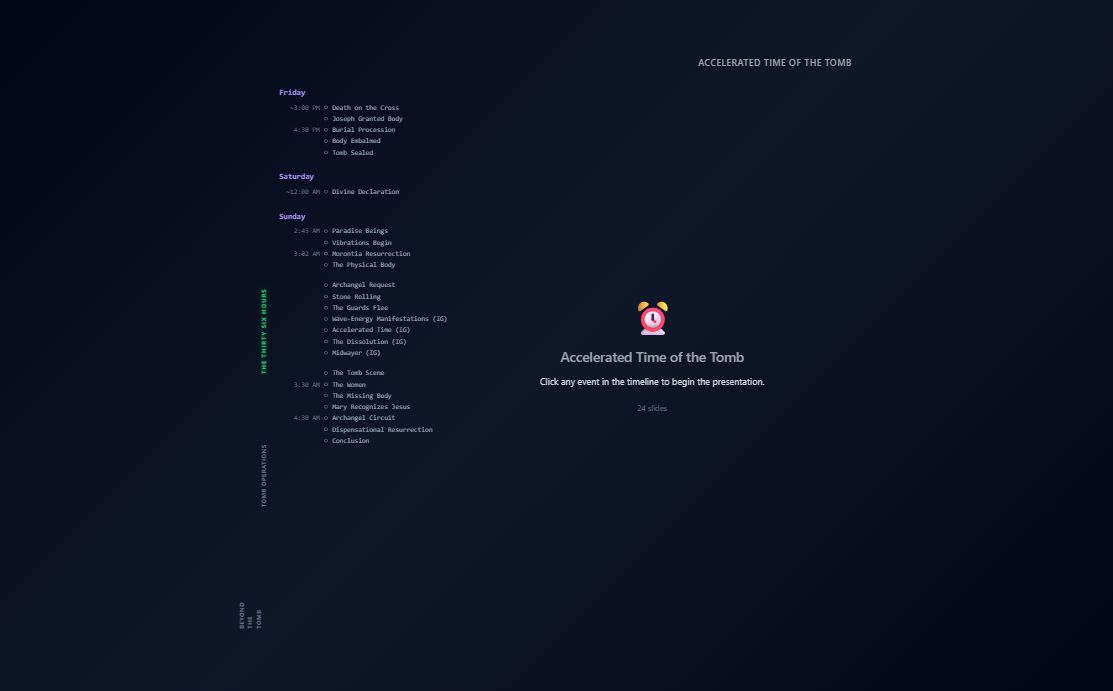 ACCELERATED TIME OF THE TOMB
Friday
~3:00 PM ○ Death on the Cross
○ Joseph Granted Body
4:30 PM ○ Burial Procession
○ Body Embalmed
○ Tomb Sealed
Saturday
~12:00 AM ○ Divine Declaration
Sunday
2:45 AM ○ Paradise Beings
○ Vibrations Begin
3:02 AM ○ Morontia Resurrection
○ The Physical Body
○ Archangel Request
○ Stone Rolling
○ The Guards Flee
○ Wave-Energy Manifestations (IG)
○ Accelerated Time (IG)
○ The Dissolution (IG)
○ Midwayer (IG)
○ The Tomb Scene
3:30 AM ○ The Women
○ The Missing Body
○ Mary Recognizes Jesus
4:30 AM ○ Archangel Circuit
○ Dispensational Resurrection
○ Conclusion
THE THIRTY SIX HOURS
TOMB OPERATIONS
BEYOND
THE
TOMB
Accelerated Time of the Tomb
Click any event in the timeline to begin the presentation.
24 slides